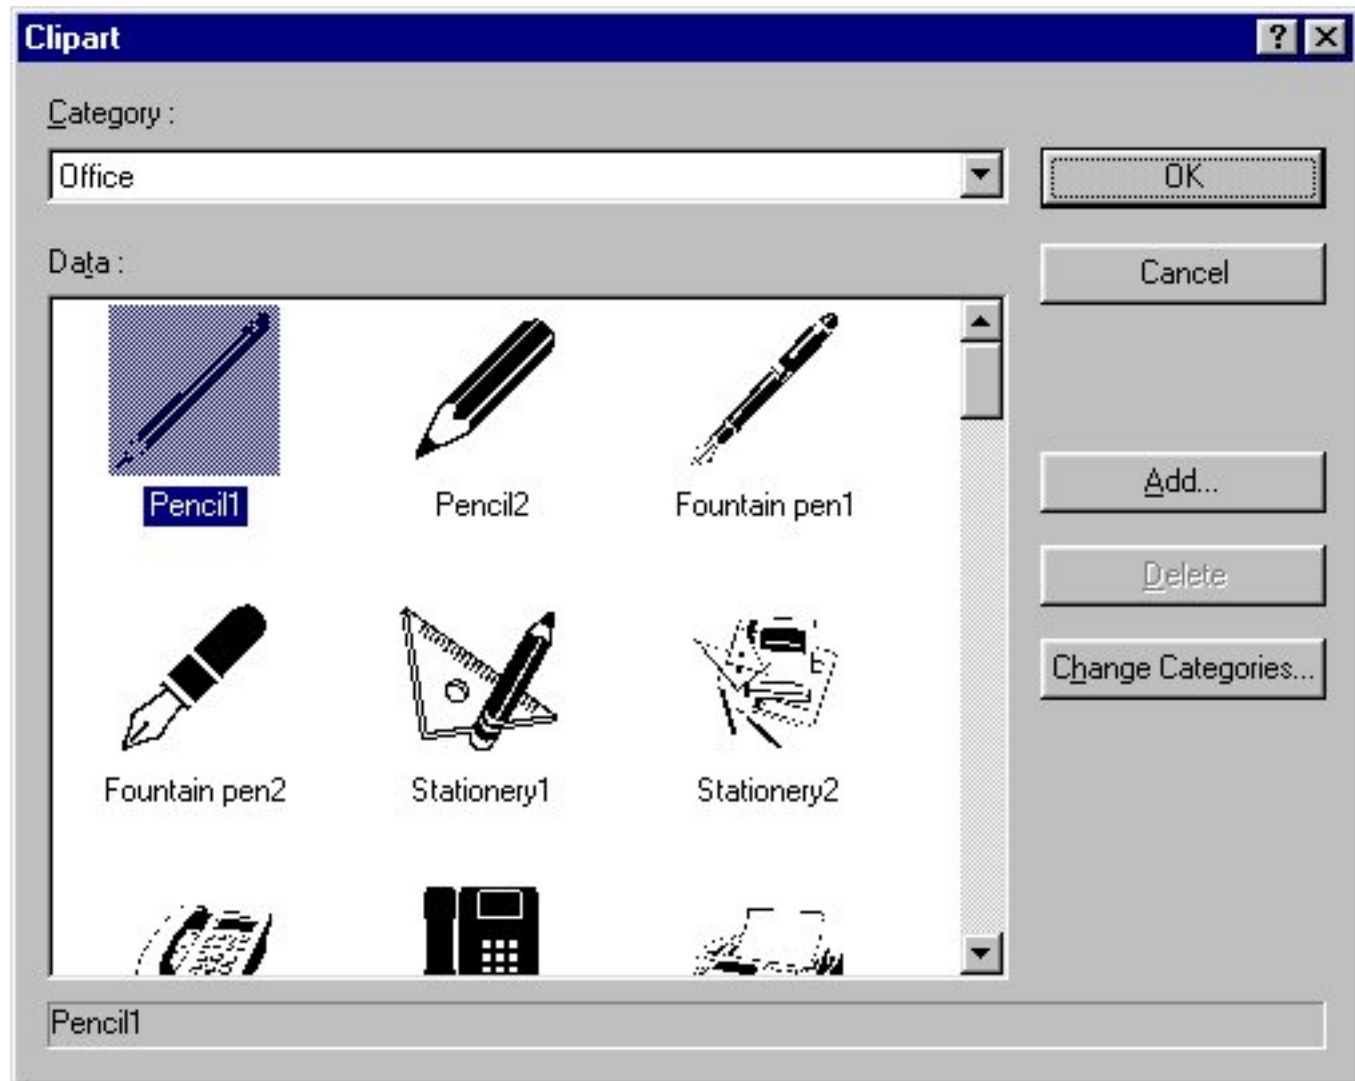 Clipart
Category :
Office
OK
Data :
Cancel
Pencil1
Pencil2
Fountain pen1
Add...
Delete
Change Categories...
Fountain pen2
Stationery1
Stationery2
Pencil1